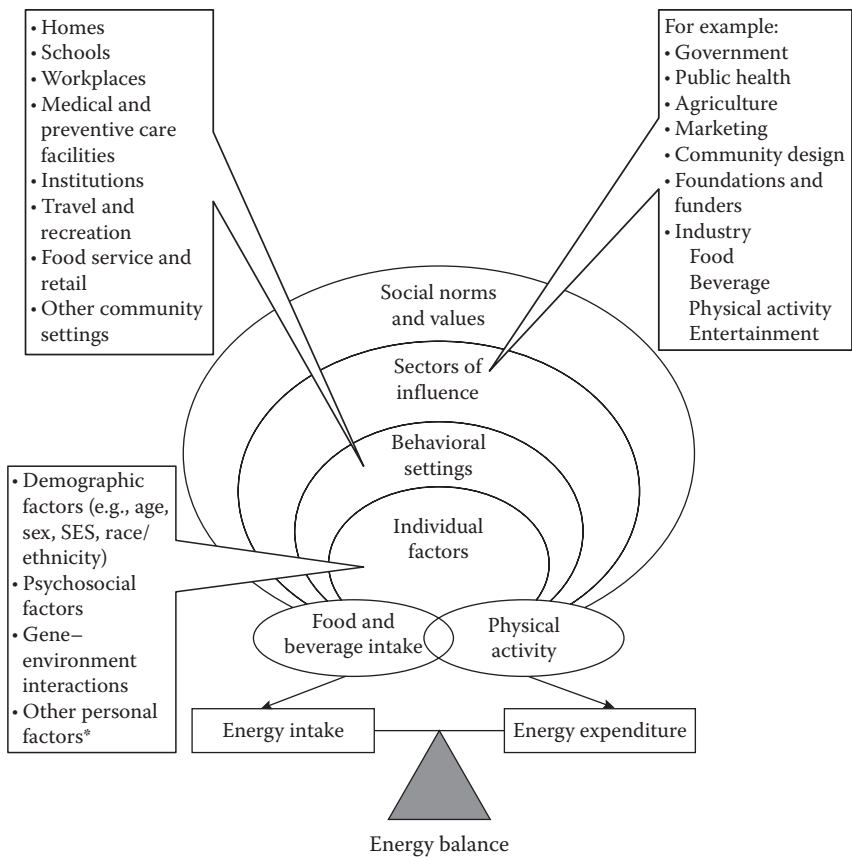 • Homes
• Schools
• Workplaces
• Medical and
preventive care
facilities
• Institutions
• Travel and
recreation
• Food service and
retail
• Other community
settings
For example:
• Government
• Public health
• Agriculture
• Marketing
• Community design
• Foundations and
funders
• Industry
Food
Beverage
Physical activity
Entertainment
Social norms
and values
Sectors of
influence
Behavioral
settings
Individual
factors
• Demographic
factors (e.g., age,
sex, SES, race/
ethnicity)
• Psychosocial
factors
• Gene–
environment
interactions
• Other personal
factors*
Food and
beverage intake
Physical
activity
Energy intake
Energy expenditure
Energy balance